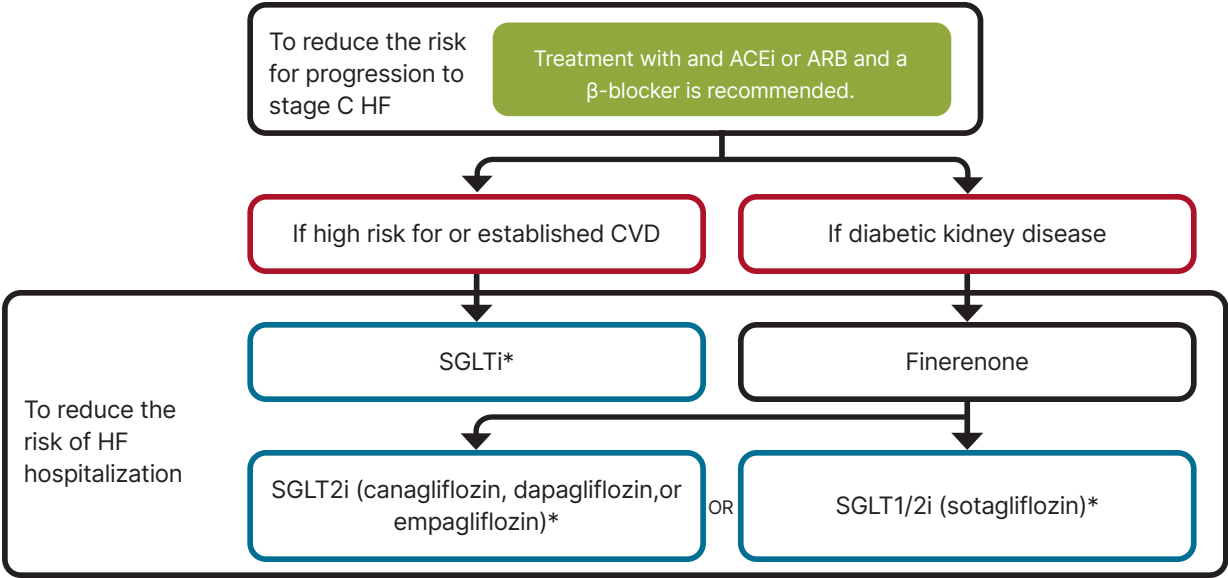 To reduce the risk
for progression to
stage C HF
Treatment with and ACEi or ARB and a
β-blocker is recommended.
If high risk for or established CVD
If diabetic kidney disease
To reduce the
risk of HF
hospitalization
SGLTi*
Finerenone
SGLT2i (canagliflozin, dapagliflozin,or
empagliflozin)*
OR
SGLT1/2i (sotagliflozin)*